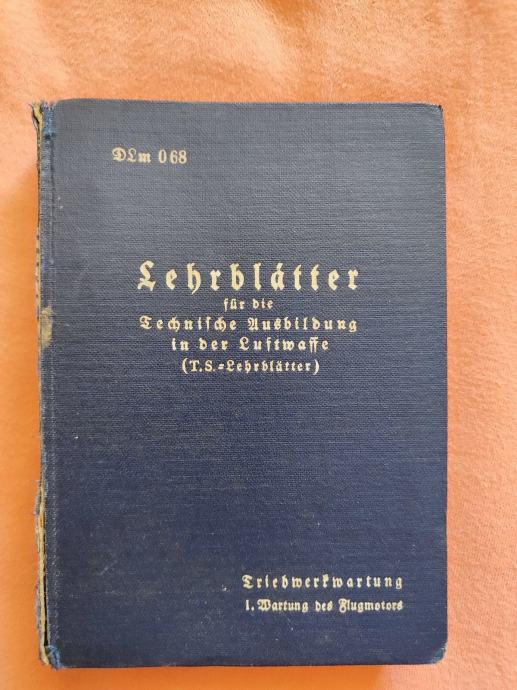 DLm 068
Lehrblätter
für die
Technische Ausbildung
in der Luftwaffe
(T.S.=Lehrblätter)
Triebwerkwartung
1. Wartung des Flugmotors